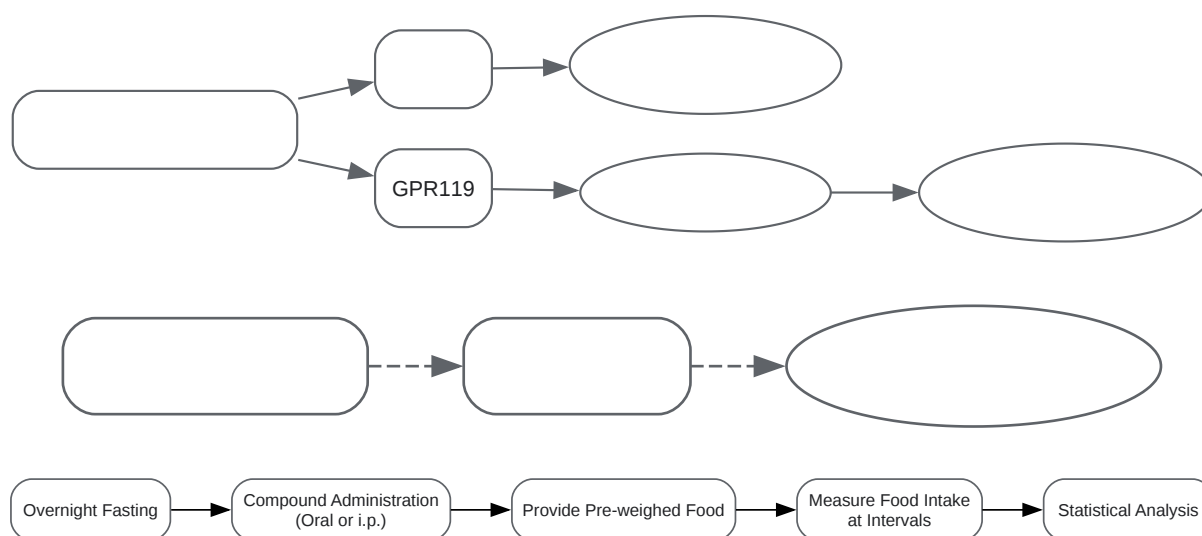 GPR119
Overnight Fasting
Compound Administration
(Oral or i.p.)
Provide Pre-weighed Food
Measure Food Intake
at Intervals
Statistical Analysis